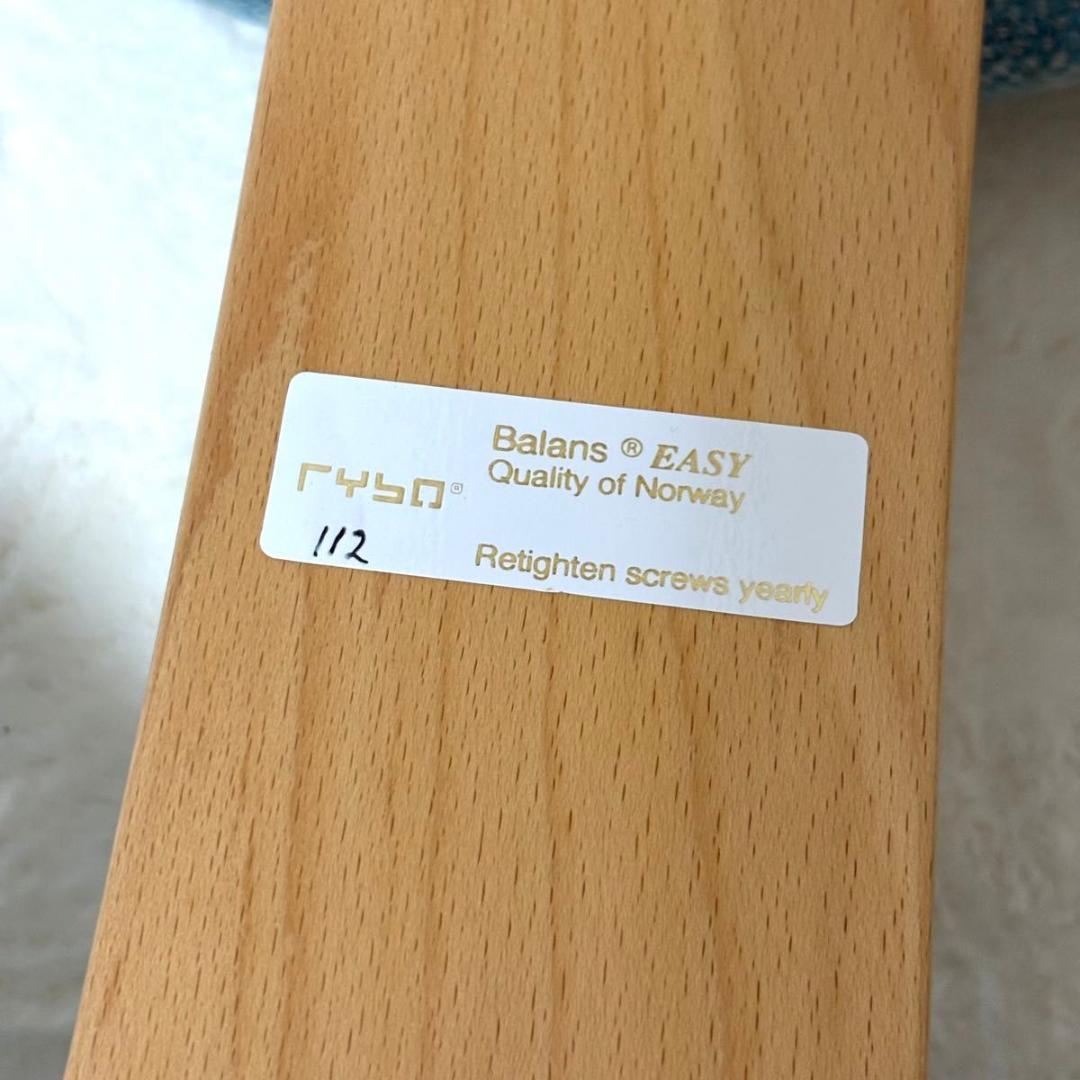 Balans ® EASY
Quality of Norway
rybo ®
112
Retighten screws yearly